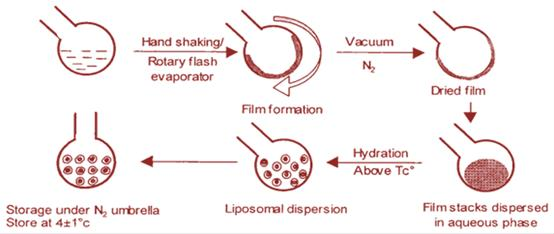 Hand shaking/
Rotary flash
evaporator
Film formation
Vacuum
N₂
Dried film
Film stacks dispersed
in aqueous phase
Hydration
Above Tc°
Liposomal dispersion
Storage under N₂ umbrella
Store at 4±1°c